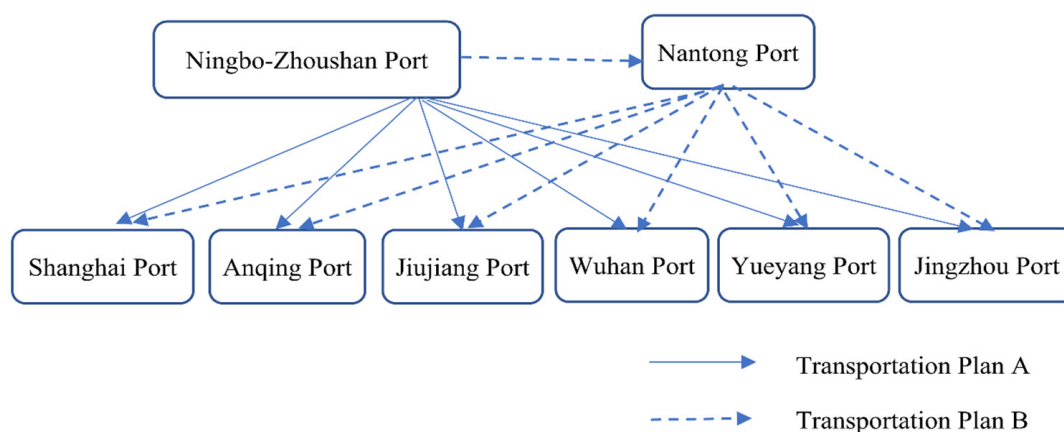 Ningbo-Zhoushan Port
Nantong Port
Shanghai Port
Anqing Port
Jiujiang Port
Wuhan Port
Yueyang Port
Jingzhou Port
Transportation Plan A
Transportation Plan B